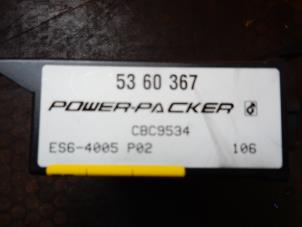 53 60 367
POWER-PACKER
CBC9534
ES6-4005 P02 106